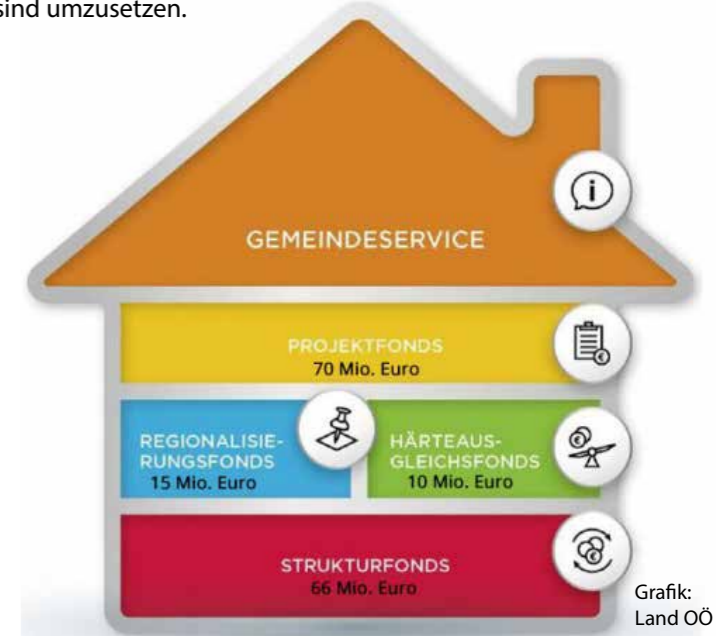 sind umzusetzen.
GEMEINDESERVICE
PROJEKTFONDS
70 Mio. Euro
REGIONALISIE-
RUNGSFONDS
15 Mio. Euro
HÄRTEAUS-
GLEICHSFONDS
10 Mio. Euro
STRUKTURFONDS
66 Mio. Euro
Grafik:
Land OÖ